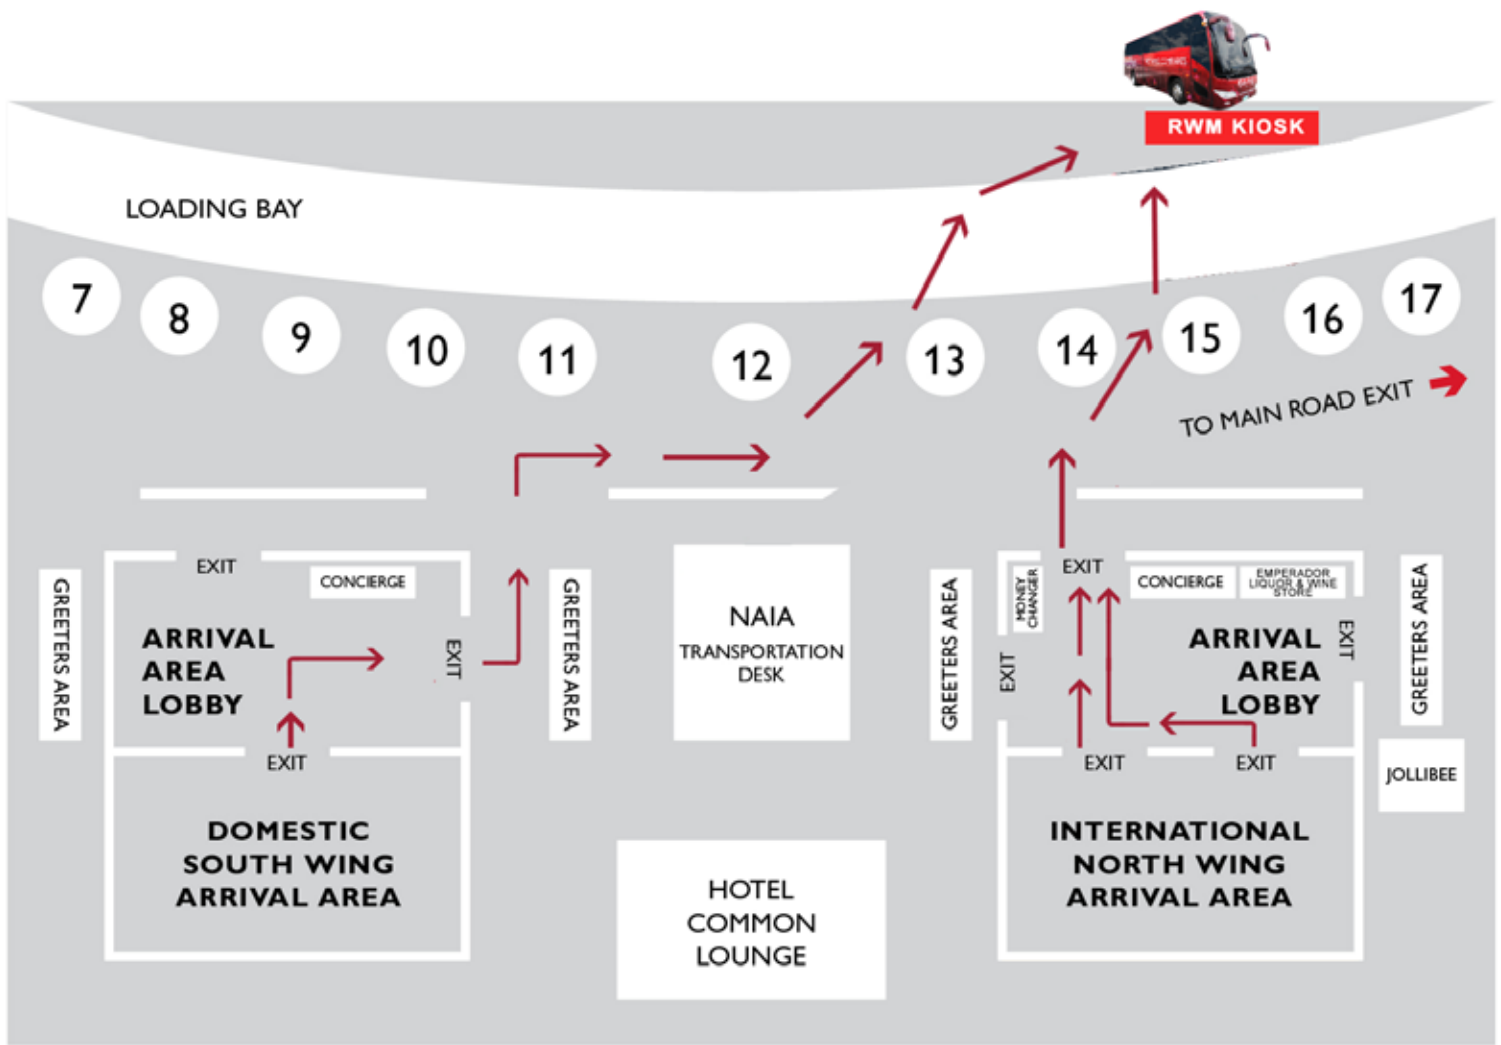 RWM KIOSK
LOADING BAY
7
8
9
10
11
12
13
14
15
16
17
TO MAIN ROAD EXIT
EXIT
CONCIERGE
GREETERS AREA
ARRIVAL
AREA
LOBBY
EXIT
GREETERS AREA
EXIT
DOMESTIC
SOUTH WING
ARRIVAL AREA
NAIA
TRANSPORTATION
DESK
HOTEL
COMMON
LOUNGE
GREETERS AREA
MONEY
CHANGER
EXIT
EXIT
CONCIERGE
EMPERADOR
LIQUOR & WINE
STORE
ARRIVAL
AREA
LOBBY
EXIT
GREETERS AREA
JOLLIBEE
EXIT
EXIT
INTERNATIONAL
NORTH WING
ARRIVAL AREA